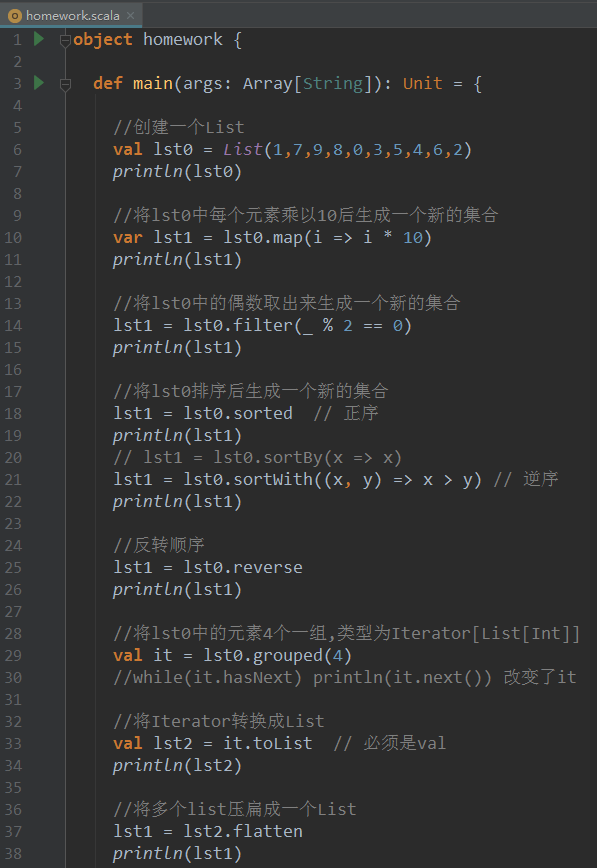 homework.scala
1 object homework {
2
3 def main(args: Array[String]): Unit = {
4
5 //创建一个List
6 val lst0 = List(1,7,9,8,0,3,5,4,6,2)
7 println(lst0)
8
9 //将lst0中每个元素乘以10后生成一个新的集合
10 var lst1 = lst0.map(i => i * 10)
11 println(lst1)
12
13 //将lst0中的偶数取出来生成一个新的集合
14 lst1 = lst0.filter(_ % 2 == 0)
15 println(lst1)
16
17 //将lst0排序后生成一个新的集合
18 lst1 = lst0.sorted // 正序
19 println(lst1)
20 // lst1 = lst0.sortBy(x => x)
21 lst1 = lst0.sortWith((x, y) => x > y) // 逆序
22 println(lst1)
23
24 //反转顺序
25 lst1 = lst0.reverse
26 println(lst1)
27
28 //将lst0中的元素4个一组,类型为Iterator[List[Int]]
29 val it = lst0.grouped(4)
30 //while(it.hasNext) println(it.next()) 改变了it
31
32 //将Iterator转换成List
33 val lst2 = it.toList // 必须是val
34 println(lst2)
35
36 //将多个list压扁成一个List
37 lst1 = lst2.flatten
38 println(lst1)